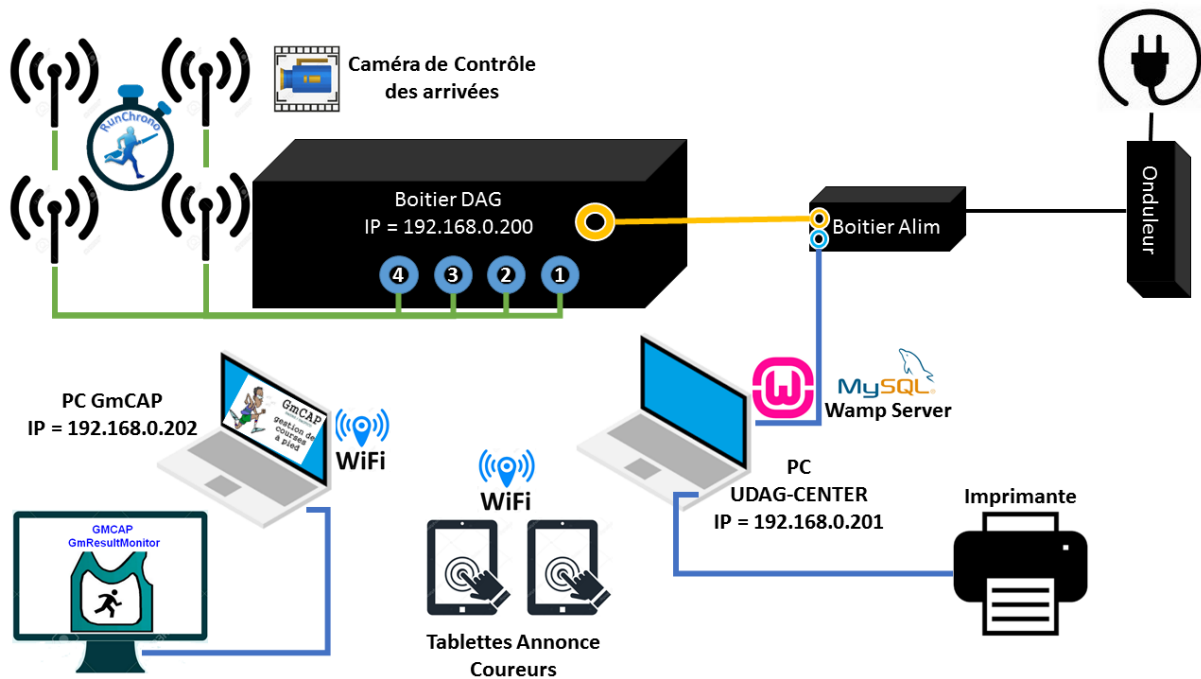 RunChrono
Caméra de Contrôle
des arrivées
Boitier DAG
IP = 192.168.0.200
4
3
2
1
Boitier Alim
Onduleur
PC GmCAP
IP = 192.168.0.202
GmCAP
gestion de
courses
à pied
WiFi
WiFi
W
MySQL
Wamp Server
PC
UDAG-CENTER
IP = 192.168.0.201
Imprimante
GMCAP
GmResultMonitor
Tablettes Annonce
Coureurs